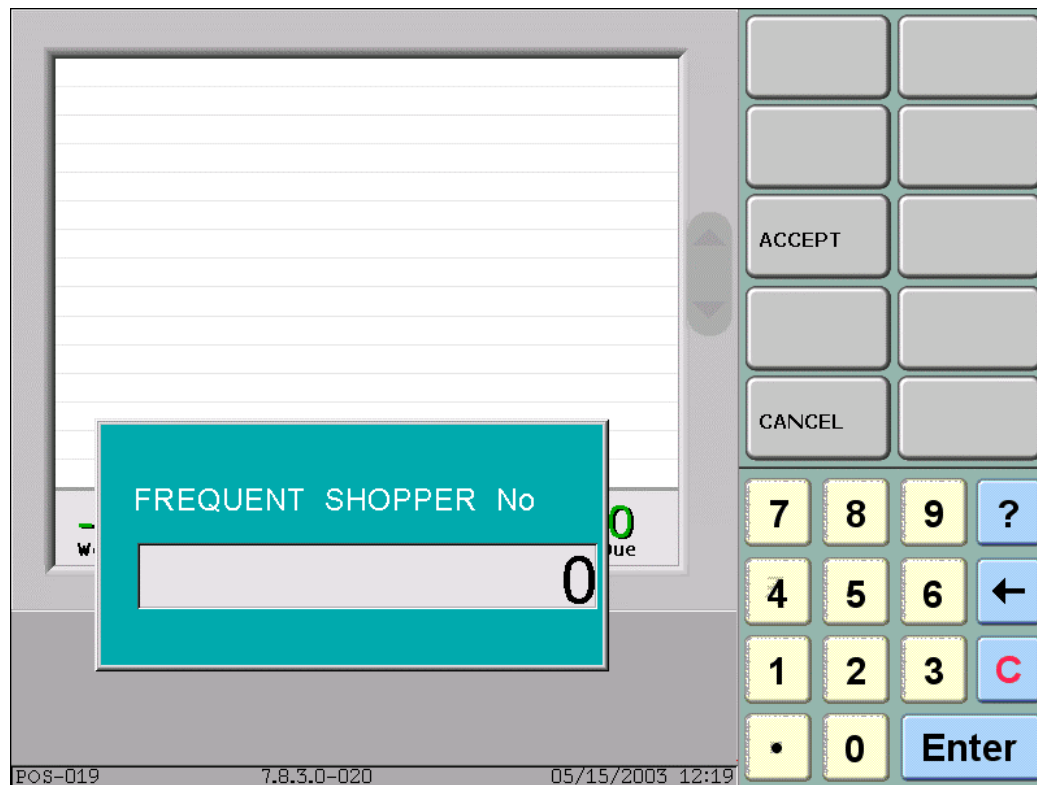 ACCEPT
CANCEL
FREQUENT SHOPPER No
0
0
7 8 9 ?
4 5 6 ←
1 2 3 C
. 0 Enter
POS-019 7.8.3.0-020 05/15/2003 12:19